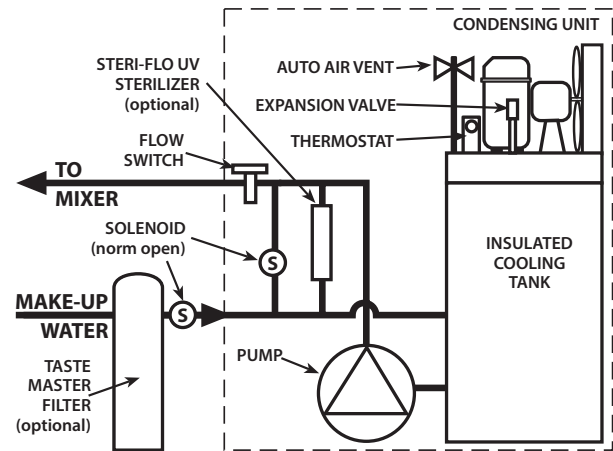 CONDENSING UNIT
STERI-FLO UV
STERILIZER
(optional)
AUTO AIR VENT
EXPANSION VALVE
THERMOSTAT
FLOW
SWITCH
TO
MIXER
SOLENOID
(norm open)
S
INSULATED
COOLING
TANK
MAKE-UP
WATER
S
PUMP
TASTE
MASTER
FILTER
(optional)